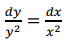 dy/y² = dx/x²